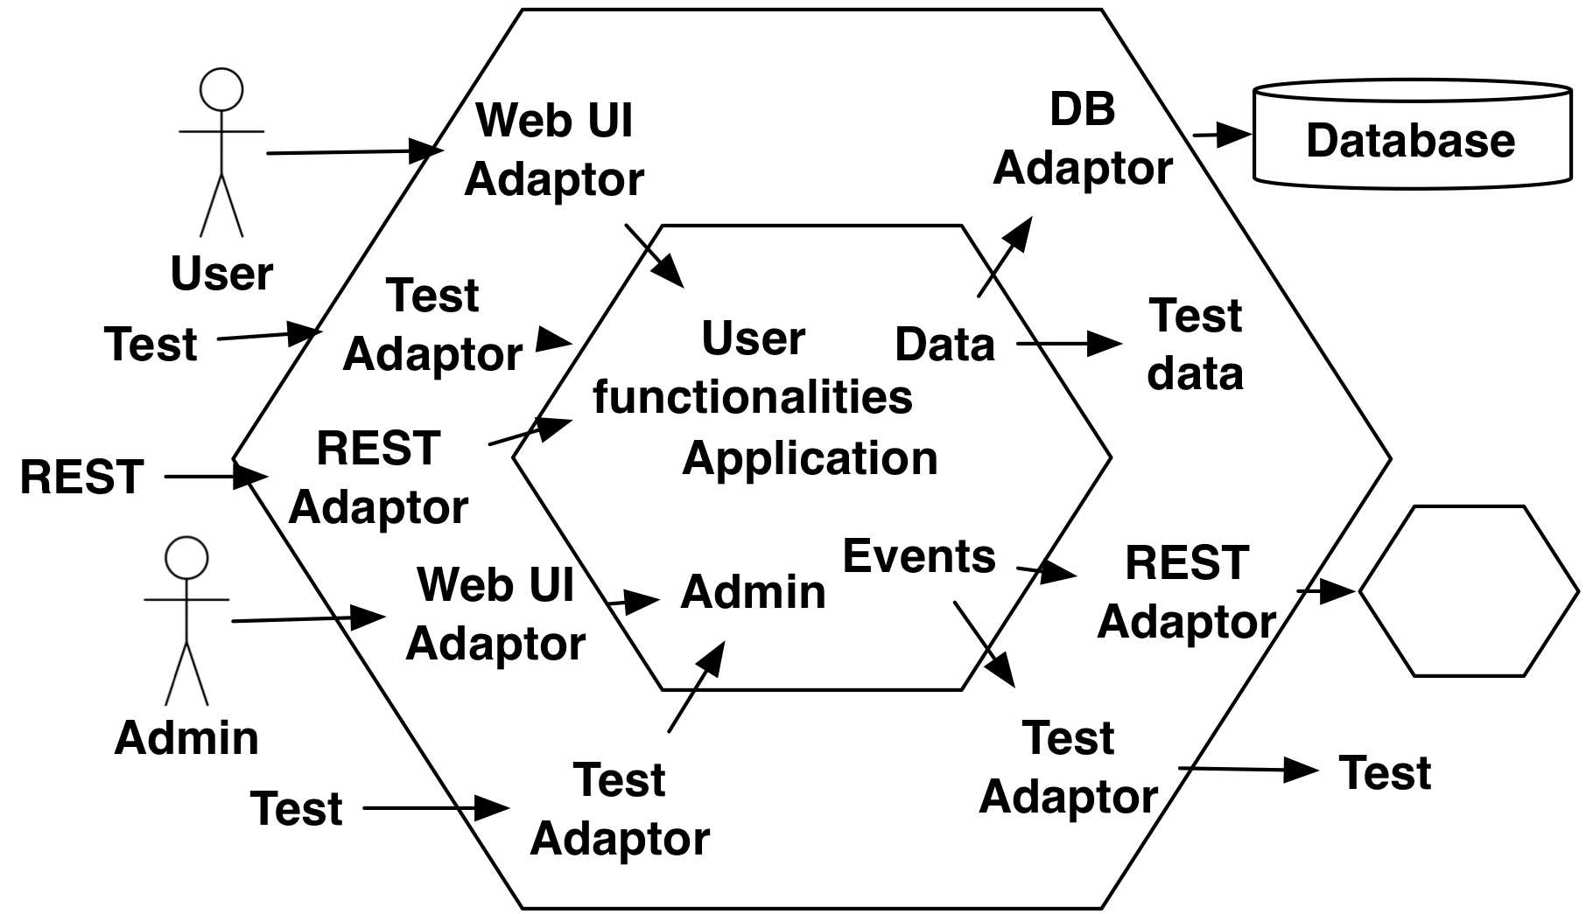 Web UI
Adaptor
DB
Adaptor
Database
User
Test
Test
Adaptor
User
functionalities
Application
Data
Test
data
REST
REST
Adaptor
Web UI
Adaptor
Admin
Events
REST
Adaptor
Admin
Test
Test
Adaptor
Test
Adaptor
Test